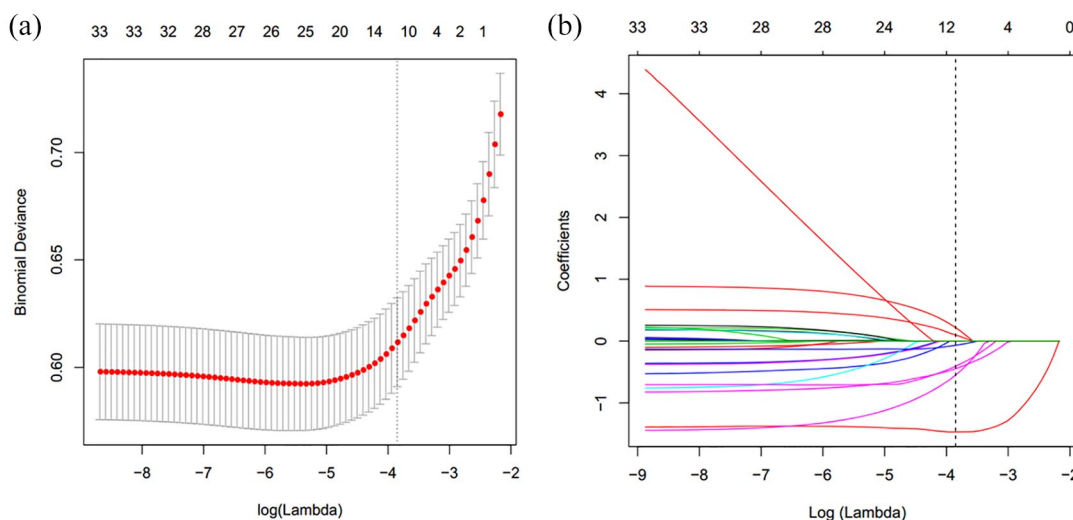 (a)
33 33 32 28 27 26 25 20 14 10 4 2 1
Binomial Deviance
0.70
0.65
0.60
−8 −7 −6 −5 −4 −3 −2
log(Lambda)
(b)
33 33 28 28 24 12 4 0
Coefficients
4
3
2
1
0
−1
−9 −8 −7 −6 −5 −4 −3 −2
Log (Lambda)